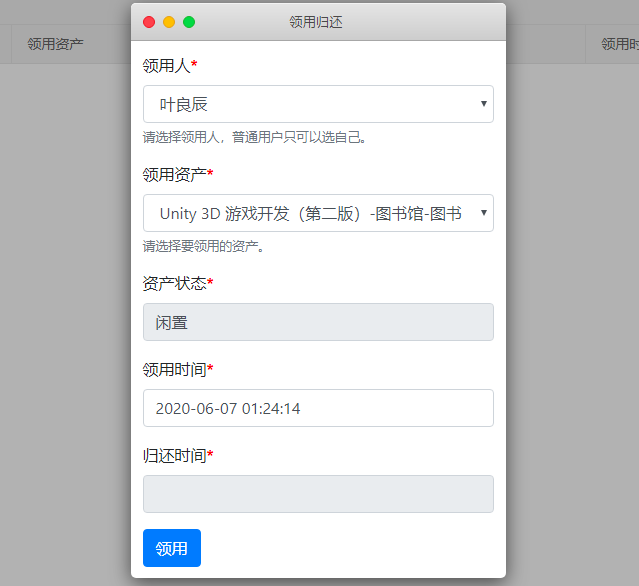 领用归还
领用资产
领用时
领用人*
叶良辰
请选择领用人，普通用户只可以选自己。
领用资产*
Unity 3D 游戏开发（第二版）-图书馆-图书
请选择要领用的资产。
资产状态*
闲置
领用时间*
2020-06-07 01:24:14
归还时间*
领用